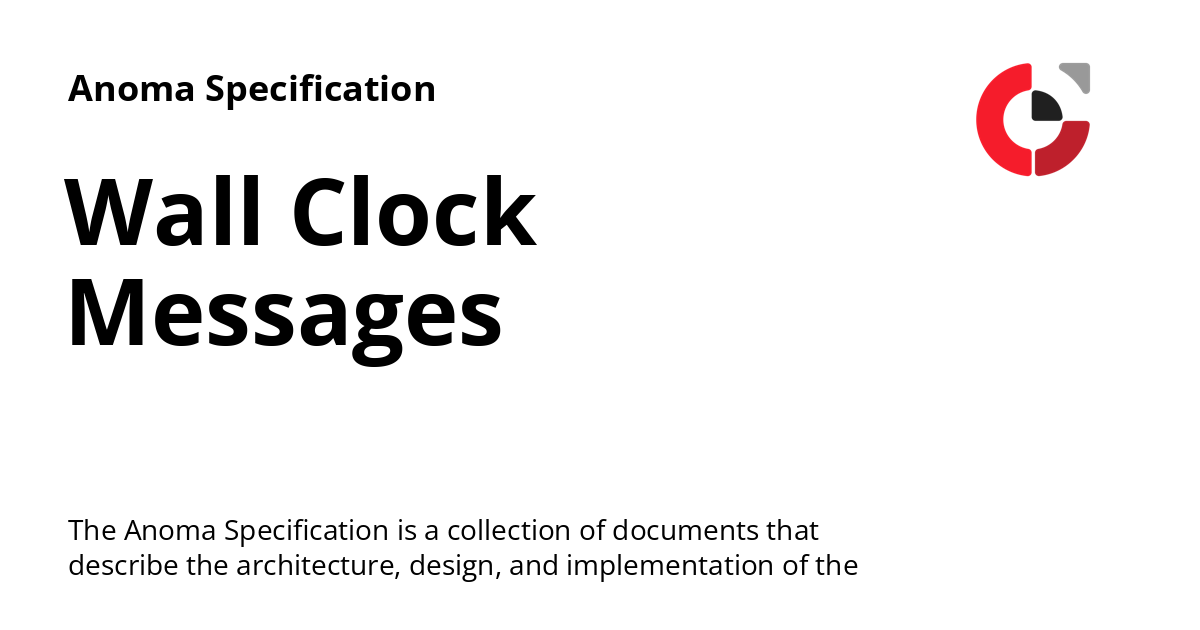 Anoma Specification
Wall Clock
Messages
The Anoma Specification is a collection of documents that
describe the architecture, design, and implementation of the